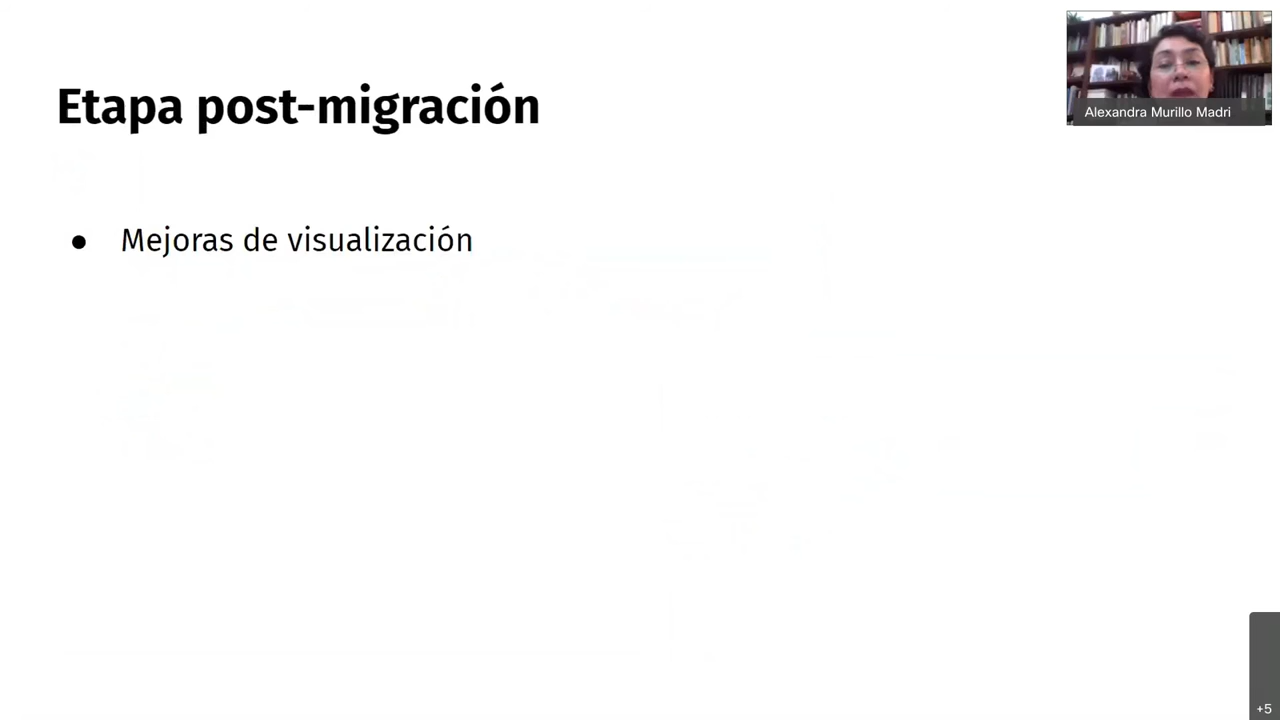 Etapa post-migración
● Mejoras de visualización
Alexandra Murillo Madri
+5